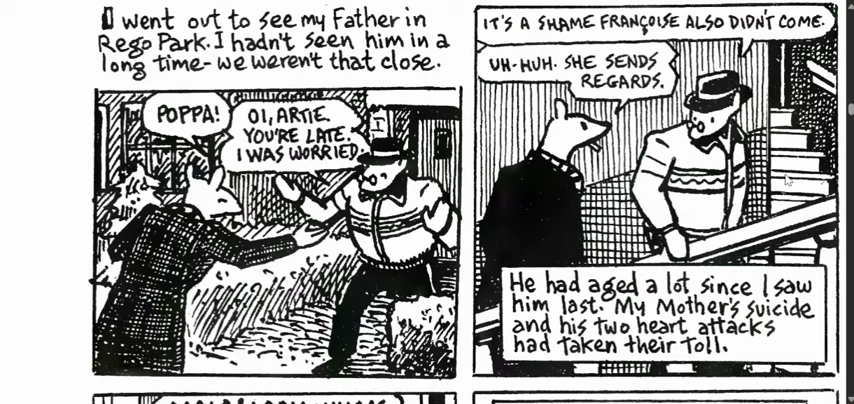 I went out to see my Father in
Rego Park. I hadn't seen him in a
long time- we weren't that close.
POPPA!
OI, ARTIE.
YOU'RE LATE.
I WAS WORRIED.
IT'S A SHAME FRANÇOISE ALSO DIDN'T COME.
UH-HUH. SHE SENDS
REGARDS.
He had aged a lot since I saw
him last. My Mother's suicide
and his two heart attacks
had taken their toll.